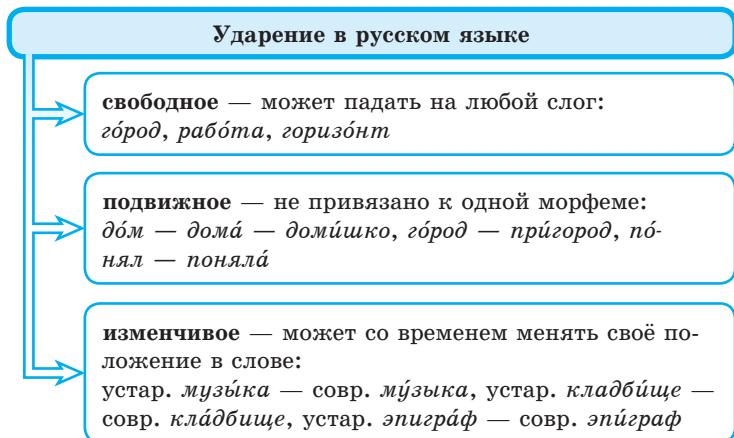 Ударение в русском языке
свободное — может падать на любой слог:
го́род, рабо́та, горизо́нт
подвижное — не привязано к одной морфеме:
до́м — дома́ — доми́шко, го́род — при́город, по́-
нял — поняла́
изменчивое — может со временем менять своё по-
ложение в слове:
устар. музы́ка — совр. му́зыка, устар. кладби́ще —
совр. кла́дбище, устар. эпигра́ф — совр. эпи́граф